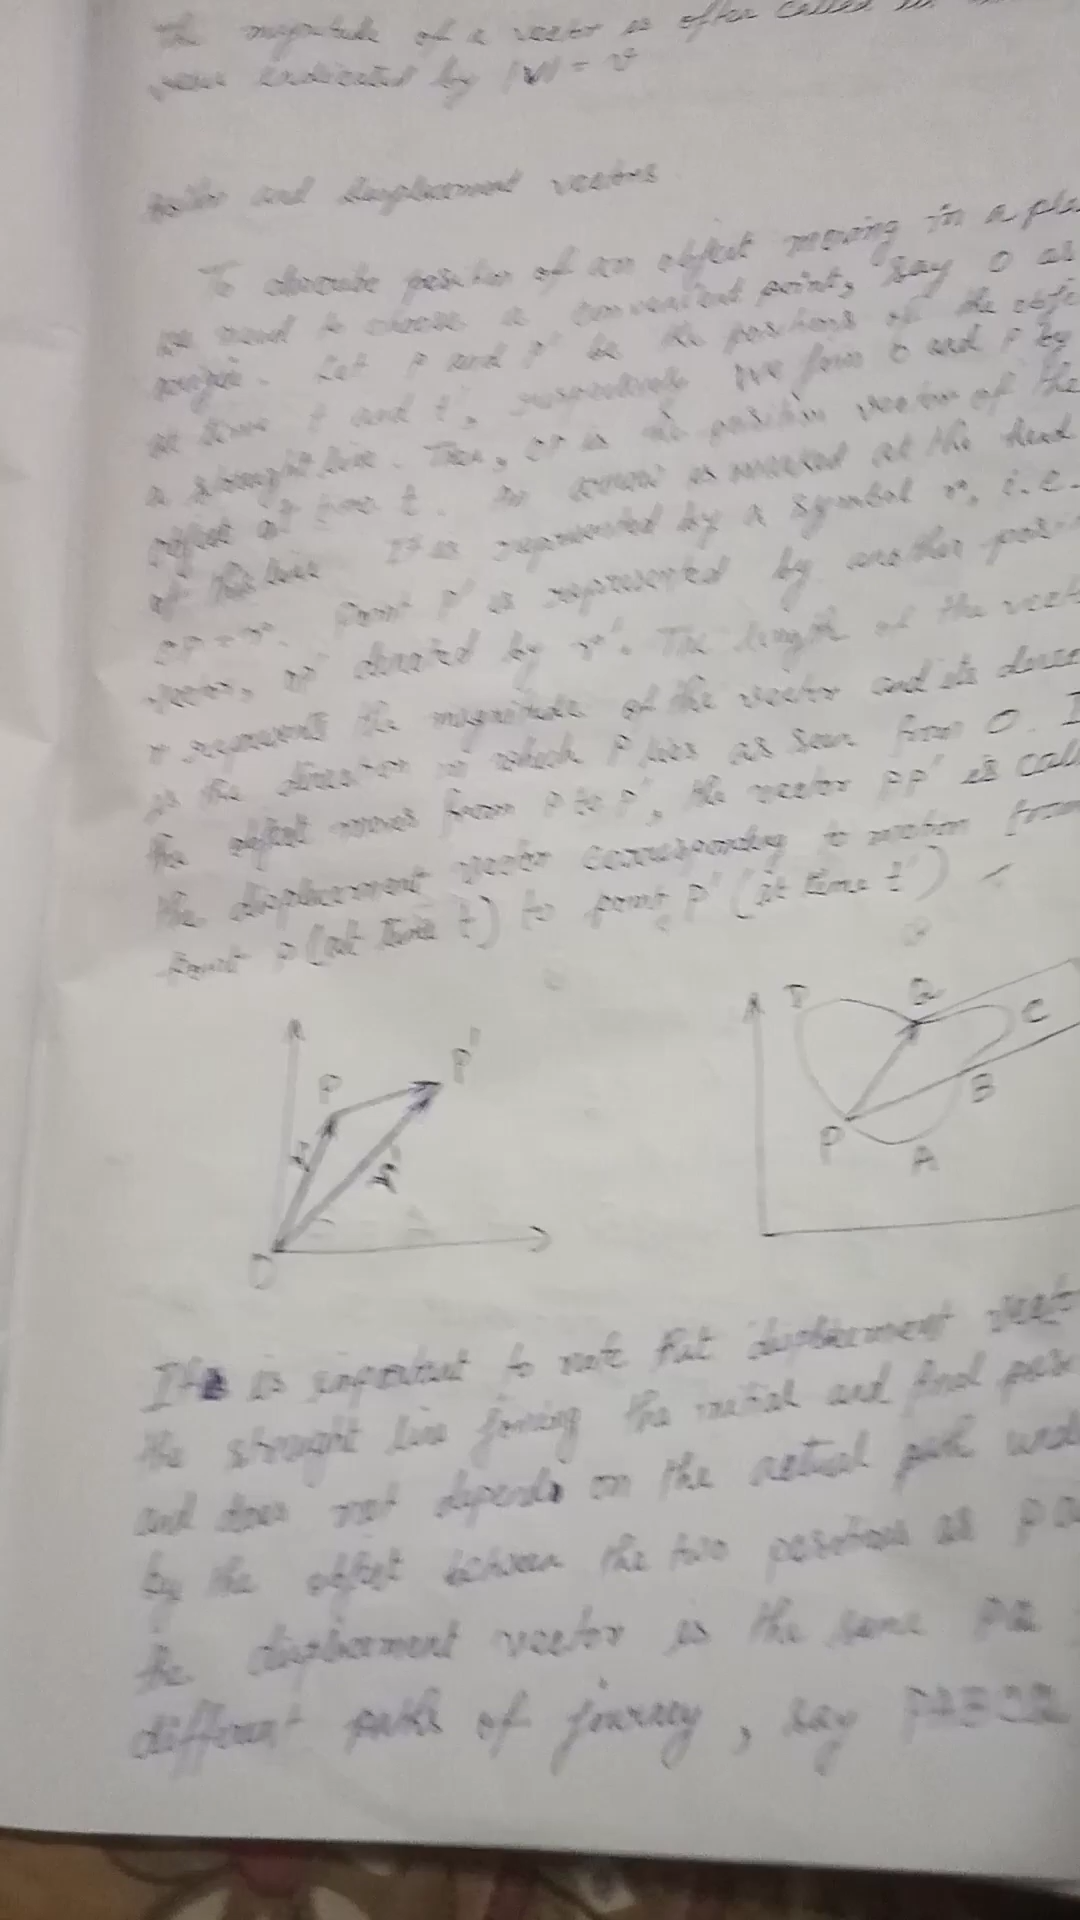 The magnitude of a vector is often called its
indicated by |v| = v
and displacement vectors
To describe position of an object moving in a pla
we need to choose a convenient point, say O as
origin. Let P and P' be the positions of the obje
at time t and t', respectively. We join O and P by
a straight line. Then, OP is the position vector of the
object at time t. An arrow is marked at the head
of this line. It is represented by a symbol r, i.e.
OP = r. Point P' is represented by another posi
vector, OP' denoted by r'. The length of the vect
r represents the magnitude of the vector and its direc
is the direction in which P lies as seen from O. I
the object moves from P to P', the vector PP' is call
the displacement vector corresponding to motion from
point P (at time t) to point P' (at time t')
P P' r r' O
D Q C B P A
It is important to note that displacement vect
the straight line joining the initial and final posi
and does not depend on the actual path und
by the object between the two positions as
the displacement vector is the same PQ
different paths of journey, say PABCQ